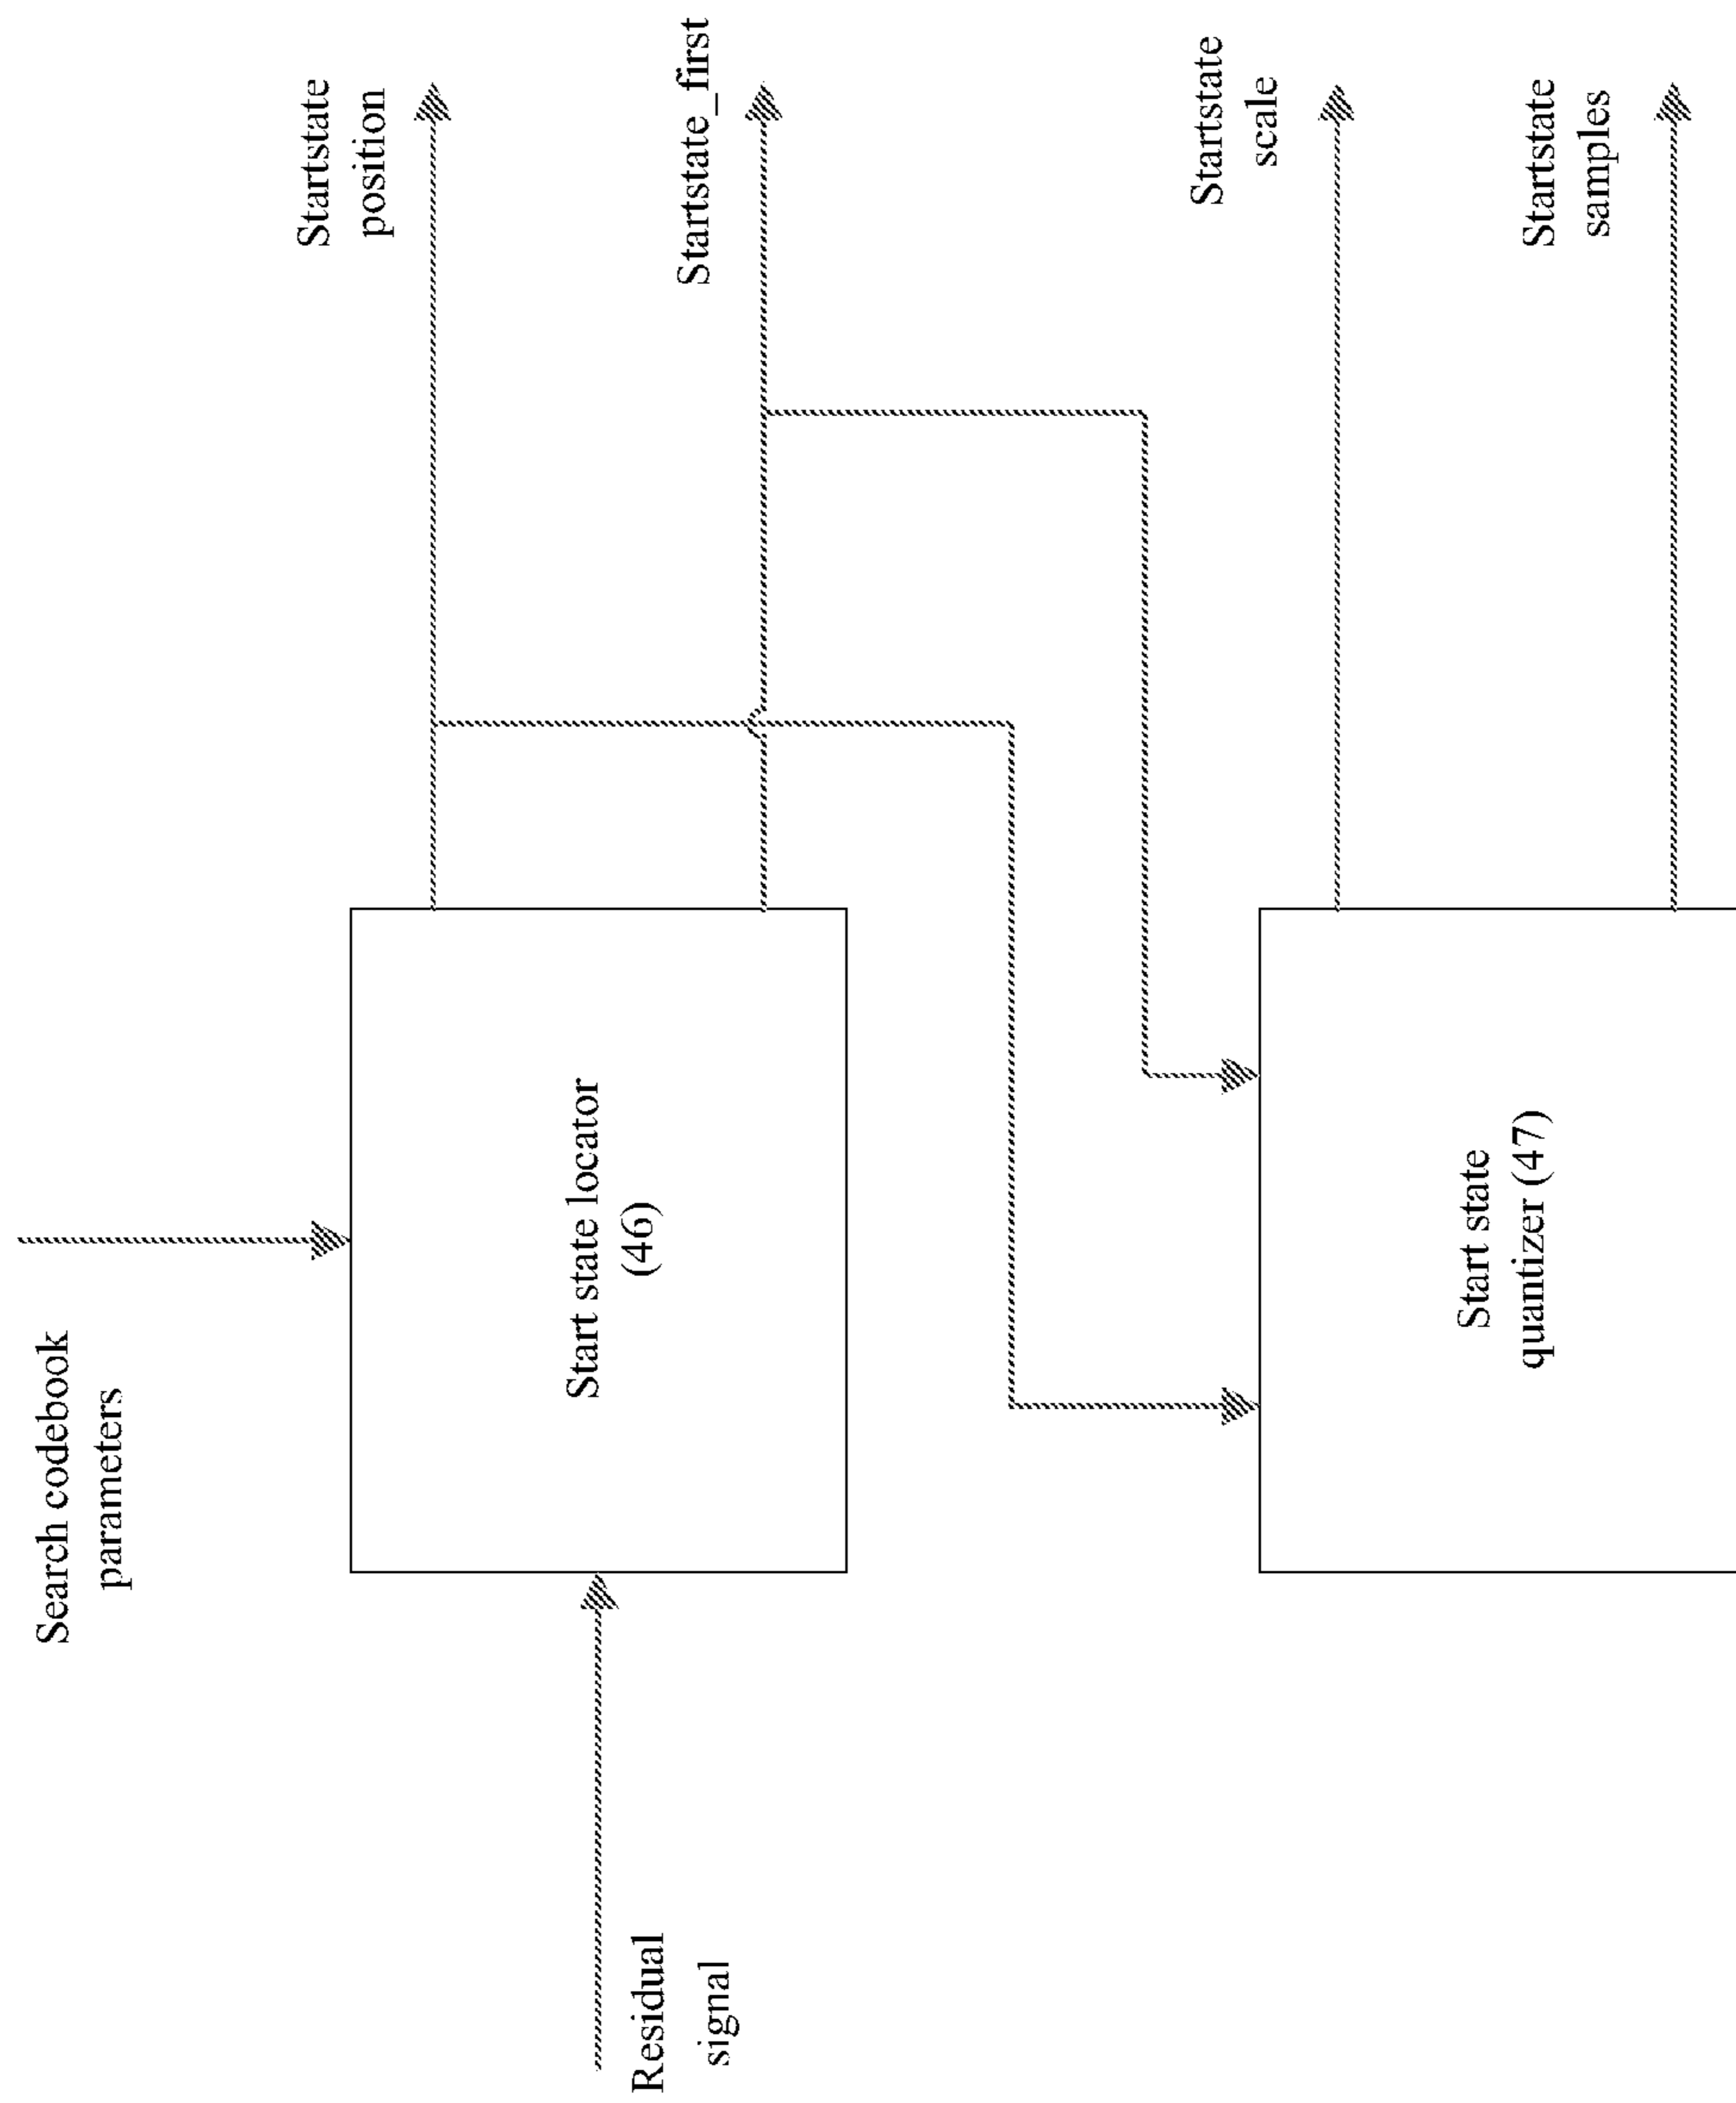 Search codebook
parameters
Startstate
position
Start state locator
(46)
Startstate_first
Residual
signal
Startstate
scale
Start state
quantizer (47)
Startstate
samples